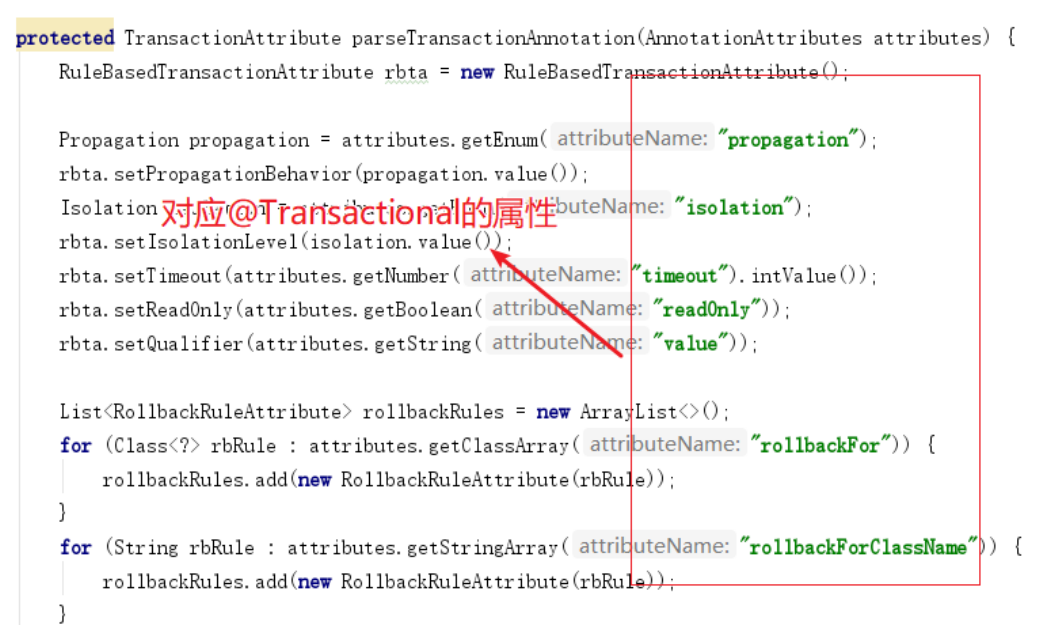 protected TransactionAttribute parseTransactionAnnotation(AnnotationAttributes attributes) {
RuleBasedTransactionAttribute rbta = new RuleBasedTransactionAttribute();
Propagation propagation = attributes.getEnum( attributeName: "propagation");
rbta.setPropagationBehavior(propagation.value());
Isolation attributeName: "isolation");
对应@Transactional的属性
rbta.setIsolationLevel(isolation.value());
rbta.setTimeout(attributes.getNumber( attributeName: "timeout").intValue());
rbta.setReadOnly(attributes.getBoolean( attributeName: "readOnly"));
rbta.setQualifier(attributes.getString( attributeName: "value"));
List<RollbackRuleAttribute> rollbackRules = new ArrayList<>();
for (Class<?> rbRule : attributes.getClassArray( attributeName: "rollbackFor")) {
rollbackRules.add(new RollbackRuleAttribute(rbRule));
}
for (String rbRule : attributes.getStringArray( attributeName: "rollbackForClassName")) {
rollbackRules.add(new RollbackRuleAttribute(rbRule));
}